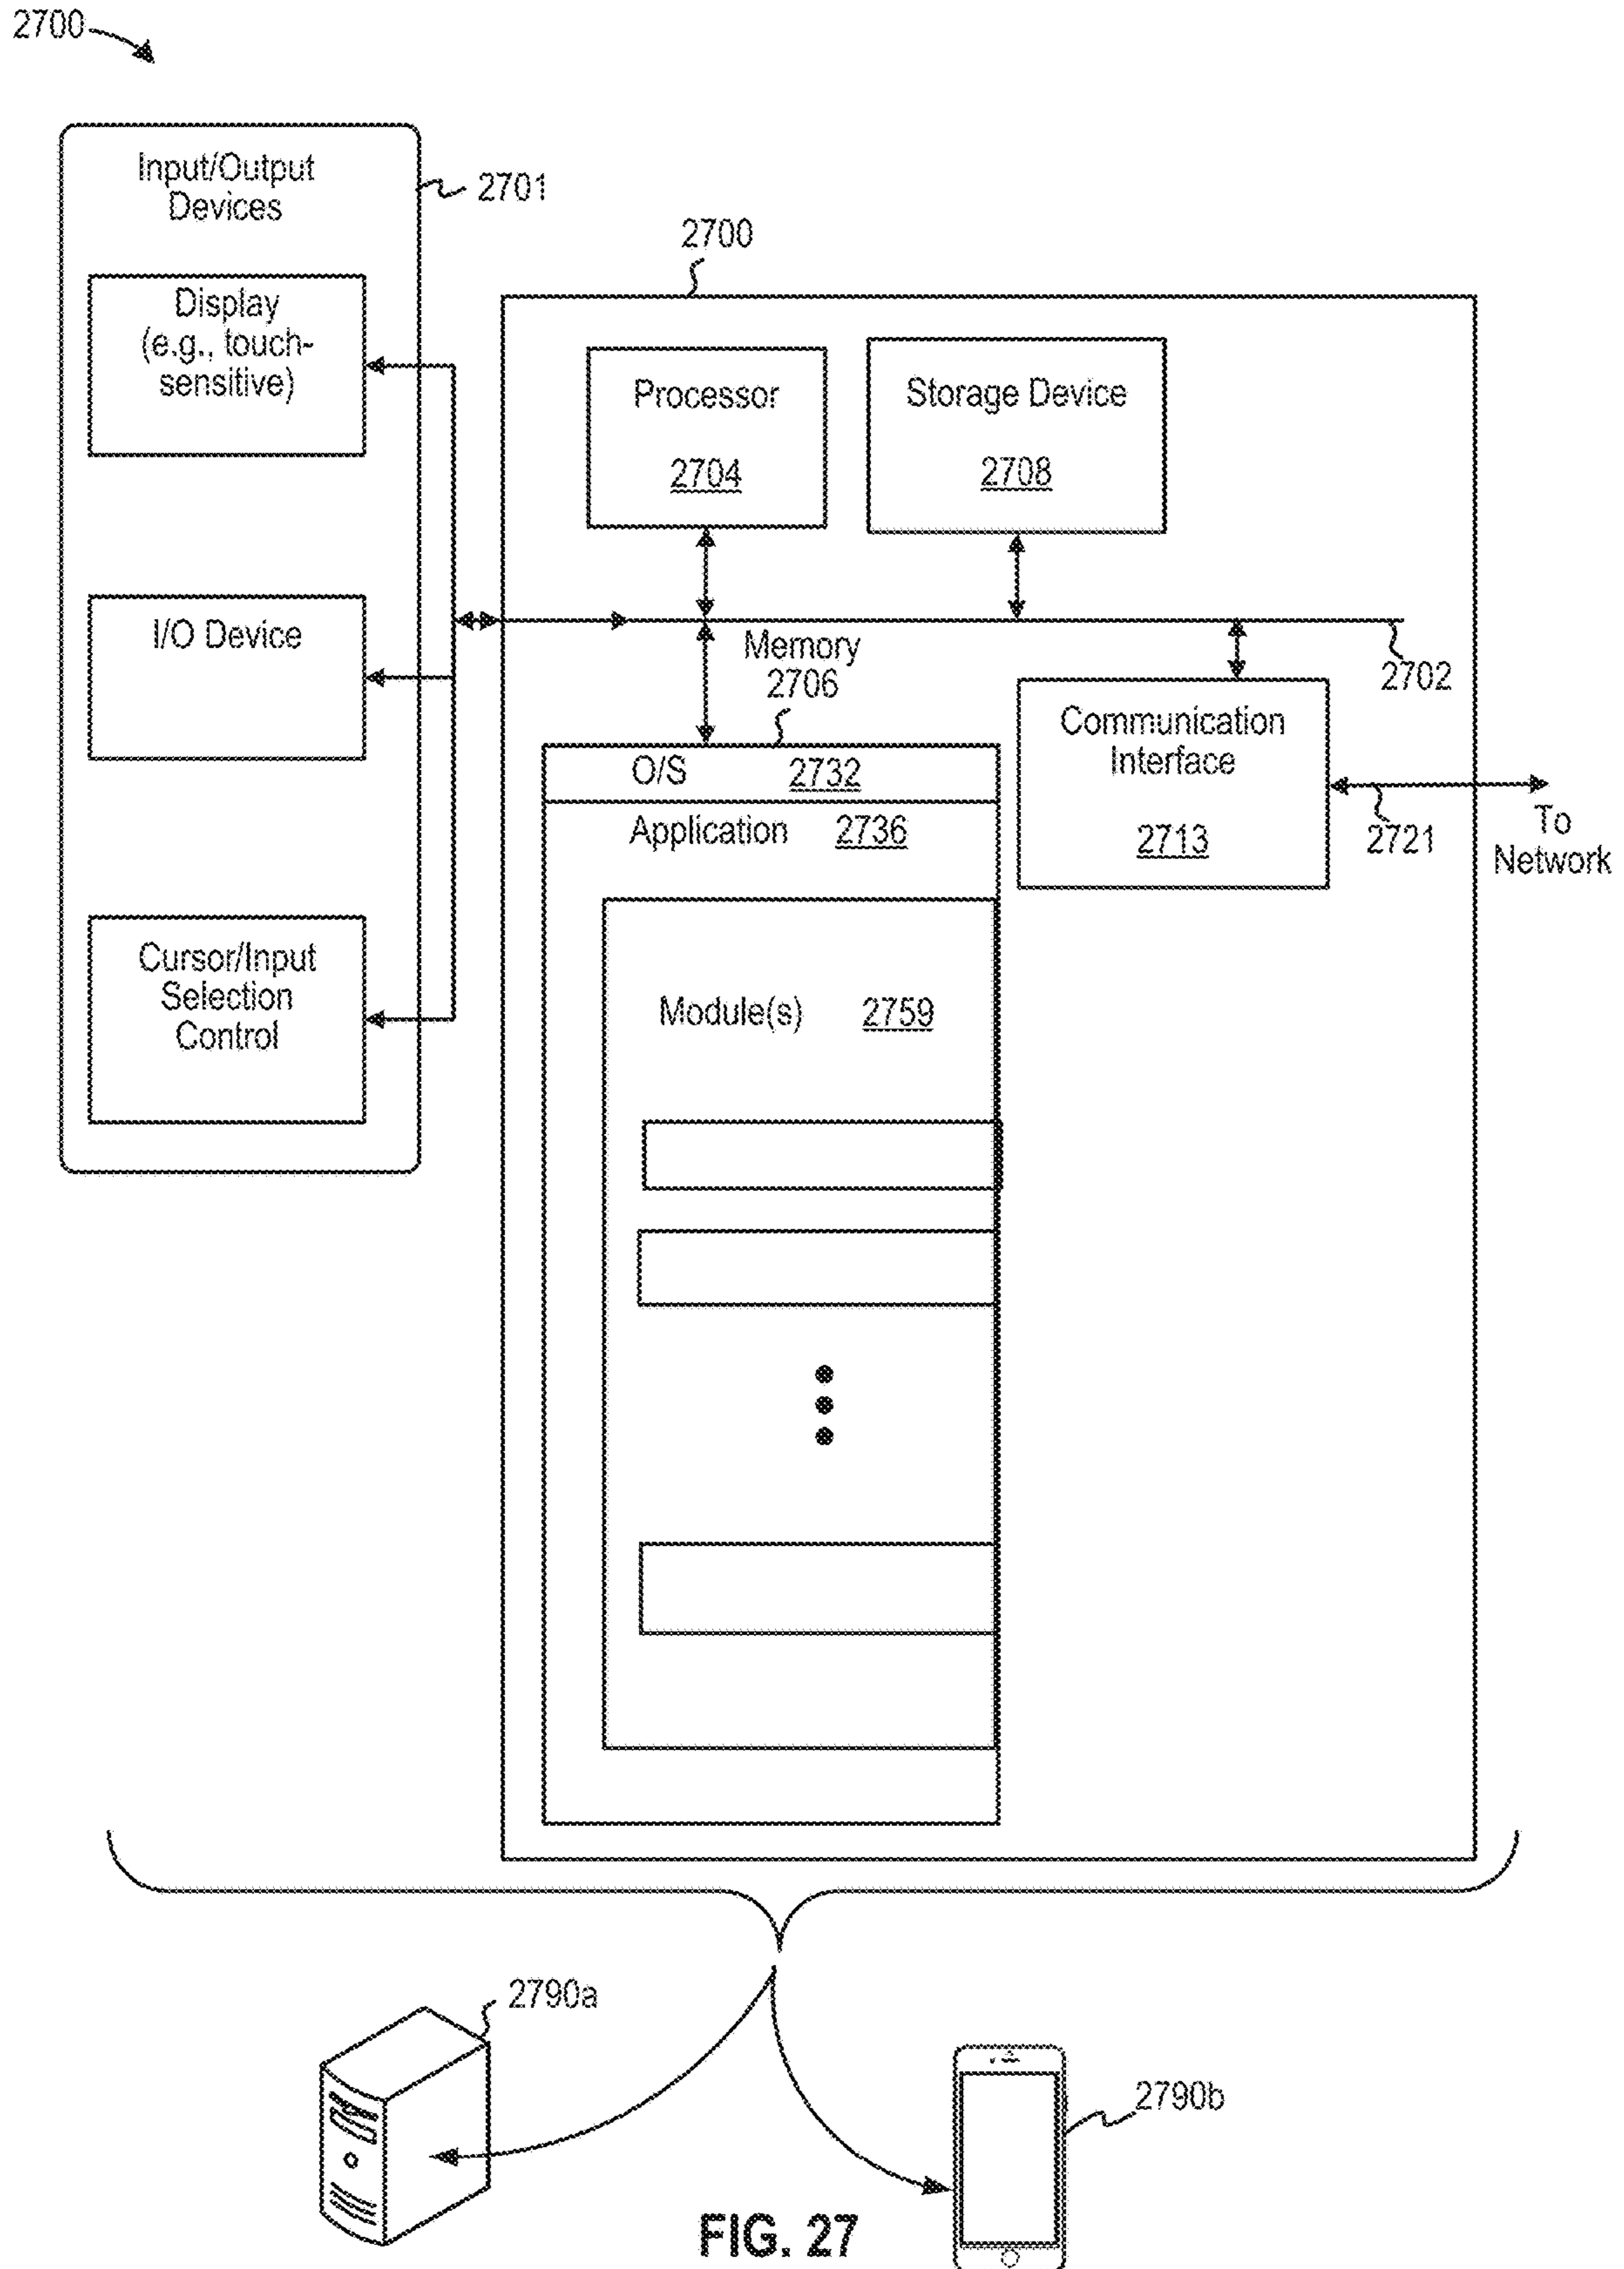 2700
Input/Output
Devices
2701
Display
(e.g., touch-
sensitive)
I/O Device
Cursor/Input
Selection
Control
2700
Processor
2704
Storage Device
2708
Memory
2706
2702
Communication
Interface
2713
2721
To
Network
O/S 2732
Application 2736
Module(s) 2759
2790a
2790b
FIG. 27